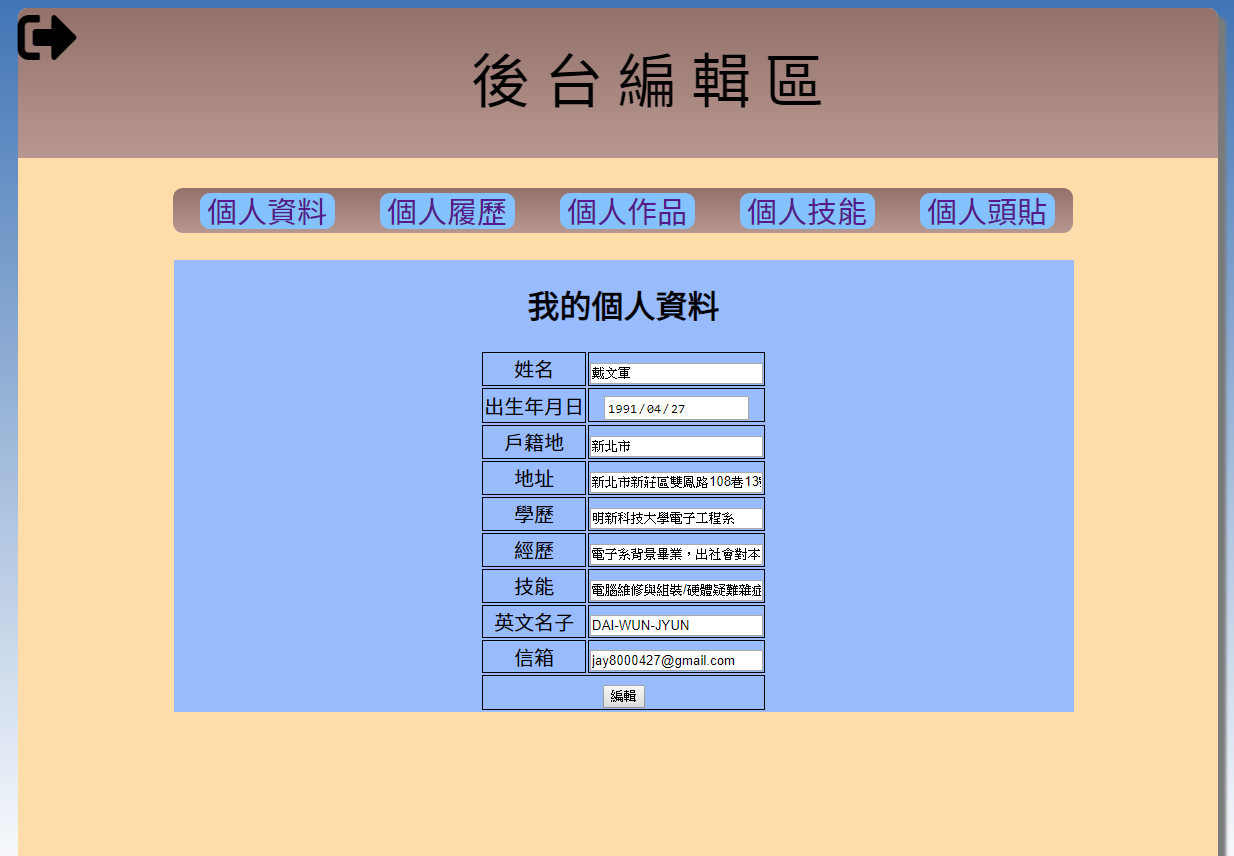 後台編輯區
個人資料 個人履歷 個人作品 個人技能 個人頭貼
我的個人資料
姓名 戴文軍
出生年月日 1991/04/27
戶籍地 新北市
地址 新北市新莊區雙鳳路108巷13
學歷 明新科技大學電子工程系
經歷 電子系背景畢業，出社會對本
技能 電腦維修與組裝/硬體疑難雜症
英文名子 DAI-WUN-JYUN
信箱 jay8000427@gmail.com
編輯